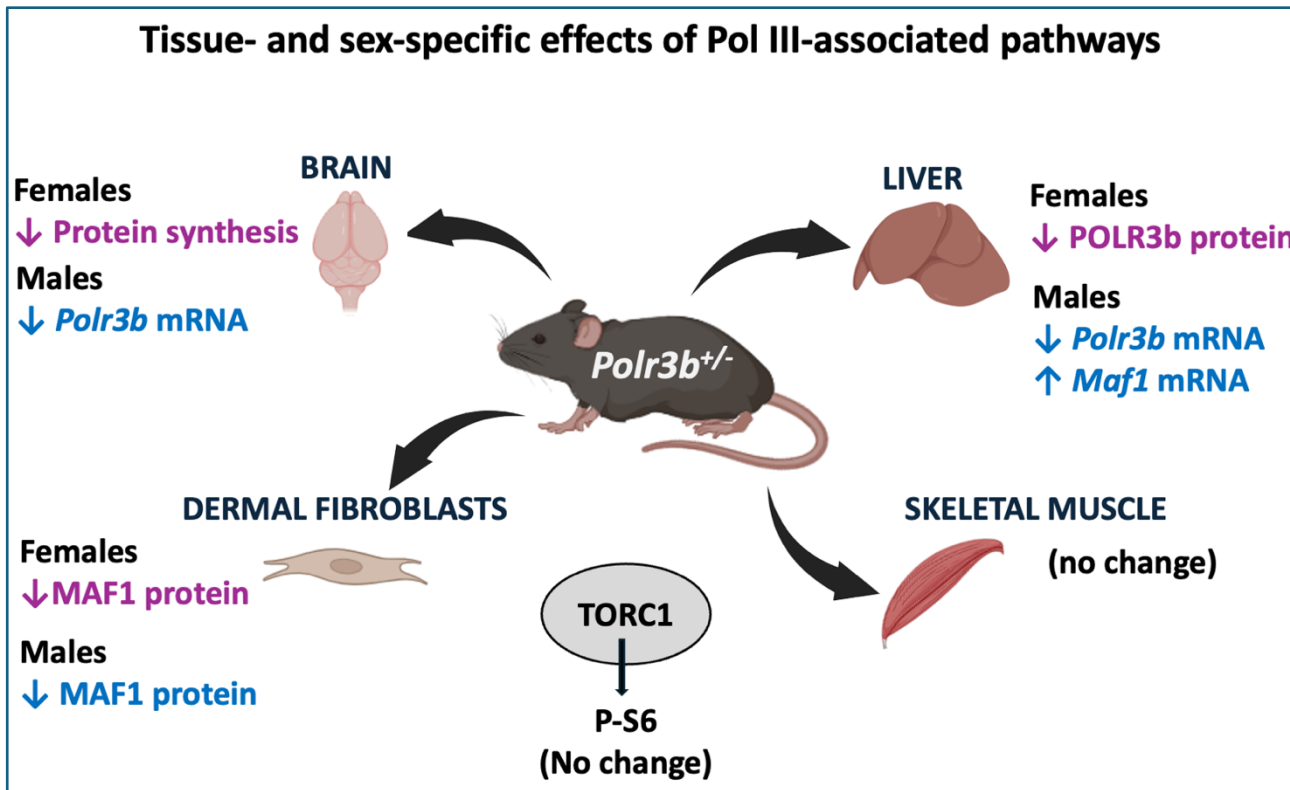 Tissue- and sex-specific effects of Pol III-associated pathways
BRAIN
Females
↓ Protein synthesis
Males
↓ Polr3b mRNA
LIVER
Females
↓ POLR3b protein
Males
↓ Polr3b mRNA
↑ Maf1 mRNA
Polr3b+/-
DERMAL FIBROBLASTS
Females
↓MAF1 protein
Males
↓ MAF1 protein
TORC1
P-S6
(No change)
SKELETAL MUSCLE
(no change)